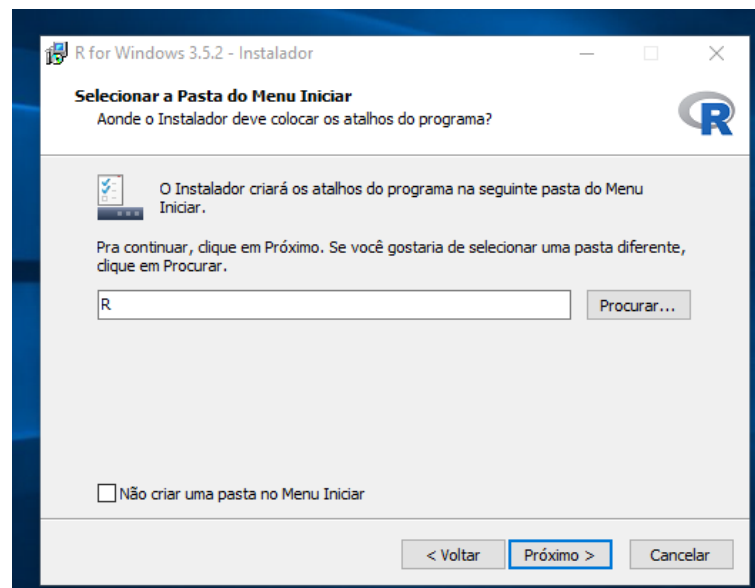 R for Windows 3.5.2 - Instalador
Selecionar a Pasta do Menu Iniciar
Aonde o Instalador deve colocar os atalhos do programa?
R
O Instalador criará os atalhos do programa na seguinte pasta do Menu
Iniciar.
Pra continuar, clique em Próximo. Se você gostaria de selecionar uma pasta diferente,
clique em Procurar.
R
Procurar...
Não criar uma pasta no Menu Iniciar
< Voltar
Próximo >
Cancelar